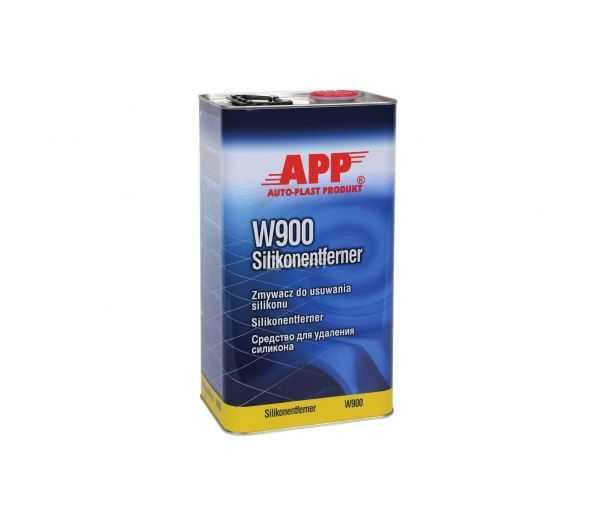 APP
AUTO-PLAST PRODUKT ®
W900
Silikonentferner
Zmywacz do usuwania
silikonu
Silikonentferner
Средство для удаления
силикона
Silikonentferner W900